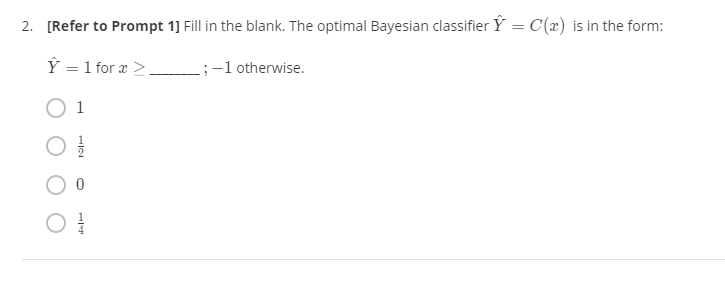 2. [Refer to Prompt 1] Fill in the blank. The optimal Bayesian classifier Ŷ = C(x) is in the form:
Ŷ = 1 for x ≥ ________ ; −1 otherwise.
1
1/2
0
1/4